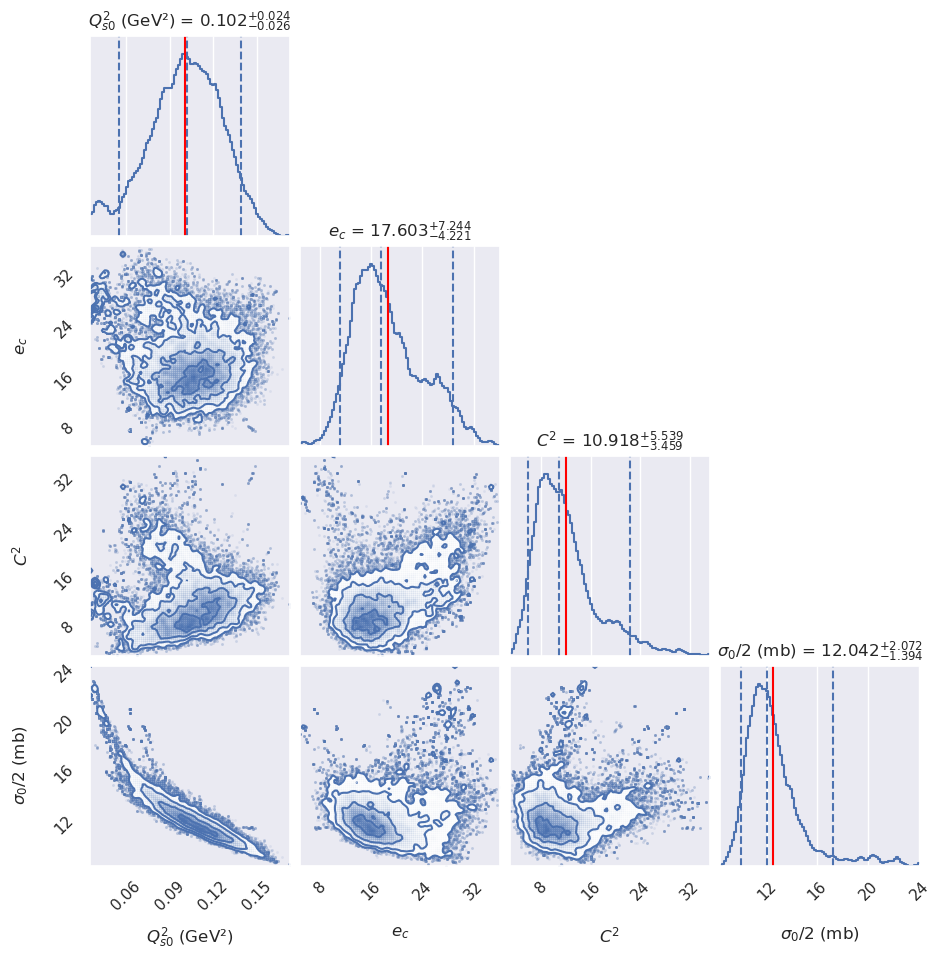 Q²ₛ₀ (GeV²) = 0.102⁺⁰·⁰²⁴₋₀.₀₂₆
e_c = 17.603⁺⁷·²⁴⁴₋₄.₂₂₁
32
24
16
8
e_c
C² = 10.918⁺⁵·⁵³⁹₋₃.₄₅₉
32
24
16
8
C²
σ₀/2 (mb) = 12.042⁺²·⁰⁷²₋₁.₃₉₄
24
20
16
12
σ₀/2 (mb)
0.06 0.09 0.12 0.15
8 16 24 32
8 16 24 32
12 16 20 24
Q²ₛ₀ (GeV²)
e_c
C²
σ₀/2 (mb)